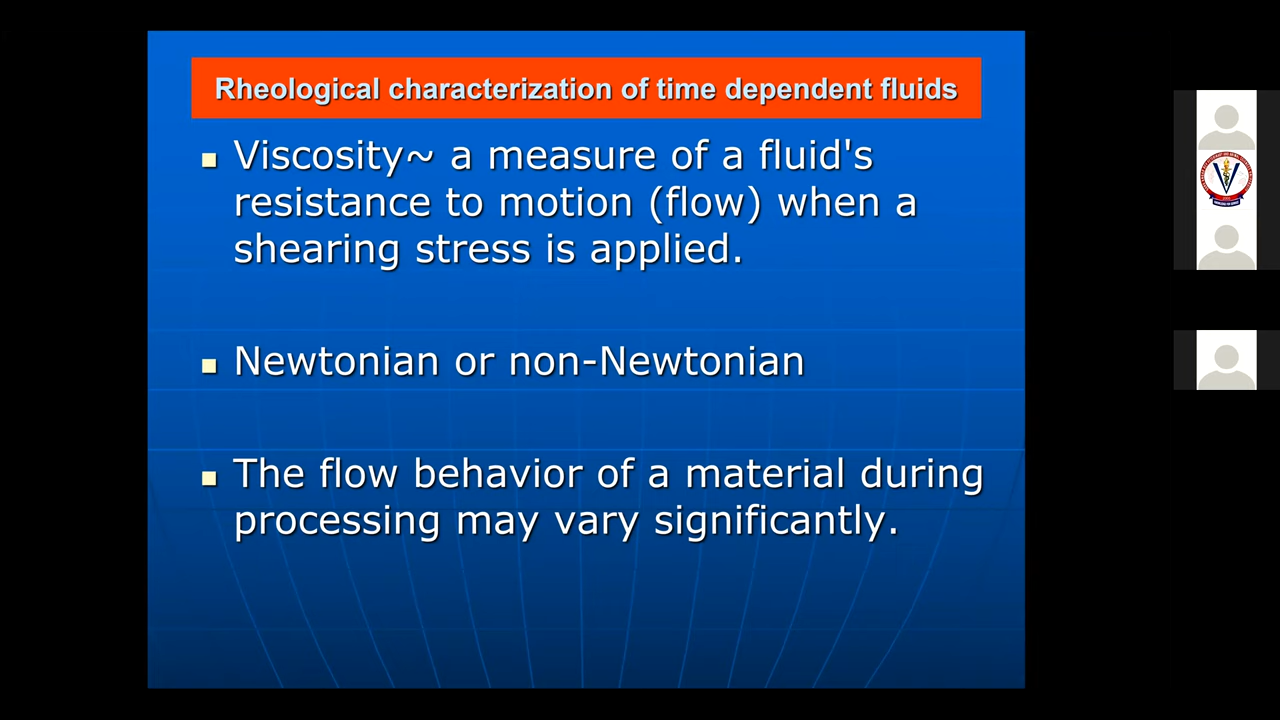 Rheological characterization of time dependent fluids
Viscosity~ a measure of a fluid's
resistance to motion (flow) when a
shearing stress is applied.
Newtonian or non-Newtonian
The flow behavior of a material during
processing may vary significantly.